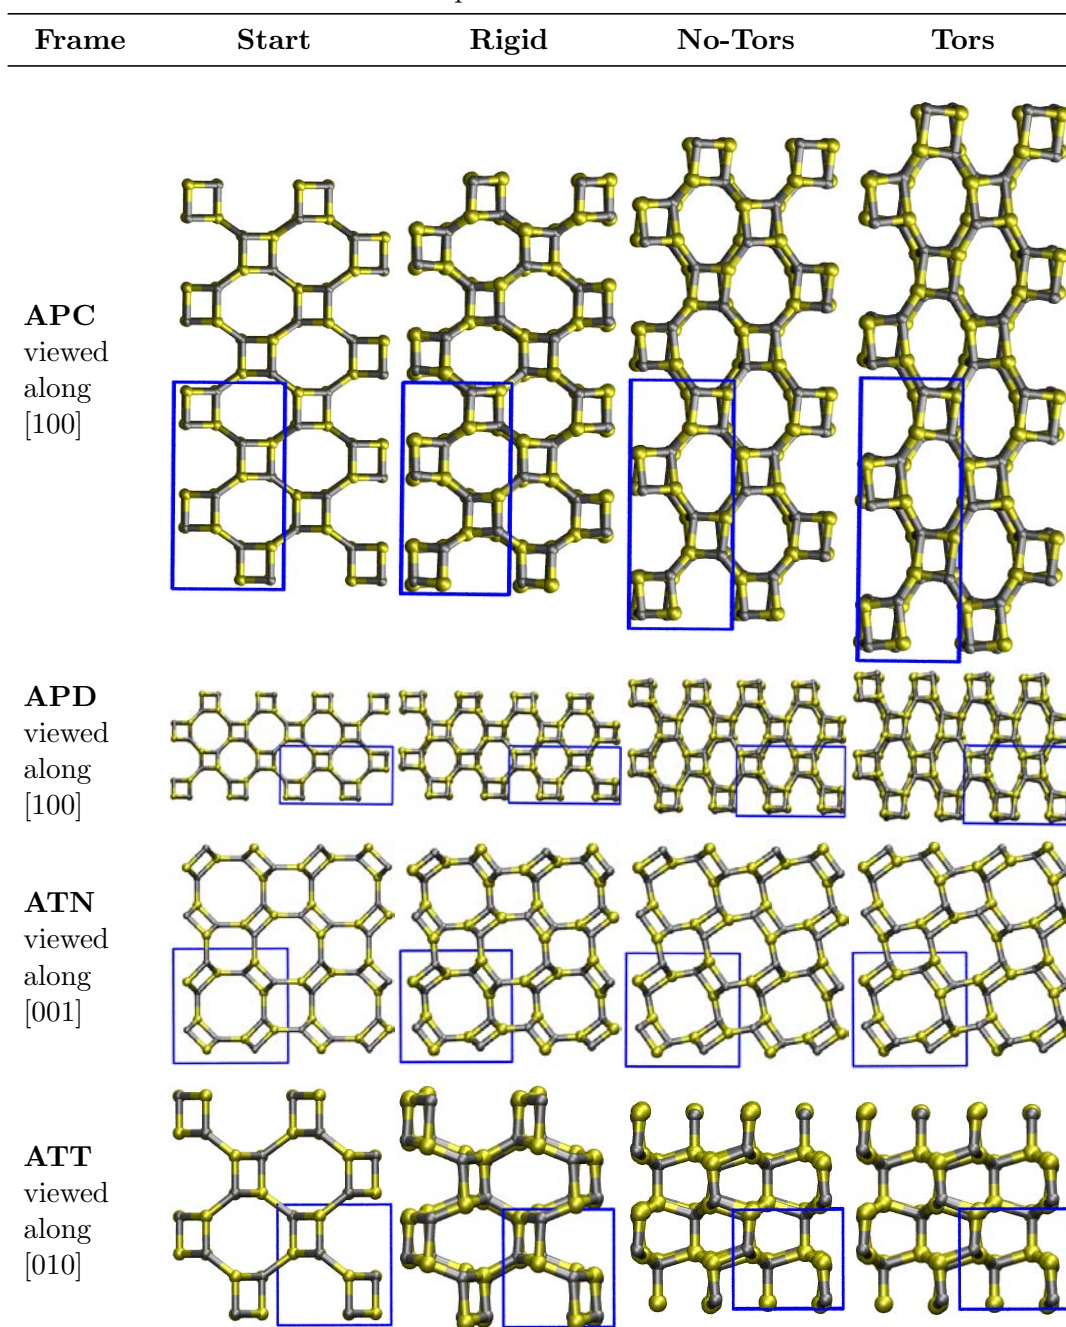 Frame Start Rigid No-Tors Tors
APC
viewed
along
[100]
APD
viewed
along
[100]
ATN
viewed
along
[001]
ATT
viewed
along
[010]